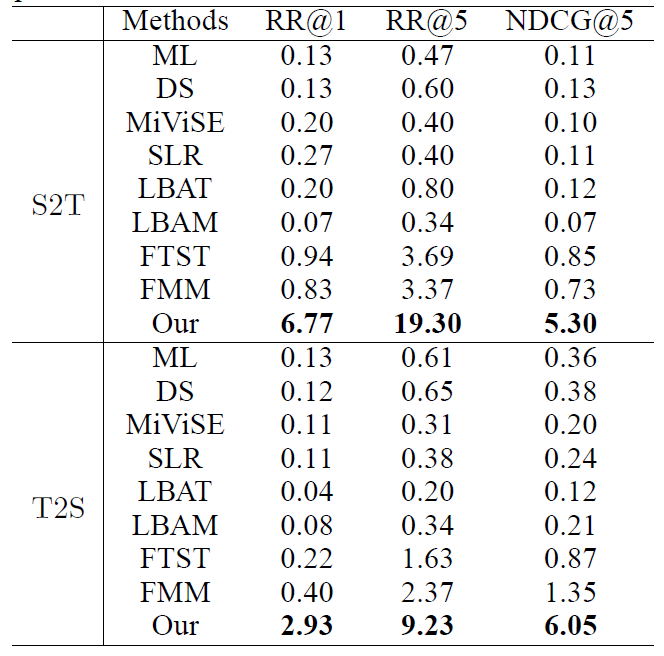 Methods RR@1 RR@5 NDCG@5
ML 0.13 0.47 0.11
DS 0.13 0.60 0.13
MiViSE 0.20 0.40 0.10
SLR 0.27 0.40 0.11
S2T LBAT 0.20 0.80 0.12
LBAM 0.07 0.34 0.07
FTST 0.94 3.69 0.85
FMM 0.83 3.37 0.73
Our 6.77 19.30 5.30
ML 0.13 0.61 0.36
DS 0.12 0.65 0.38
MiViSE 0.11 0.31 0.20
SLR 0.11 0.38 0.24
T2S LBAT 0.04 0.20 0.12
LBAM 0.08 0.34 0.21
FTST 0.22 1.63 0.87
FMM 0.40 2.37 1.35
Our 2.93 9.23 6.05